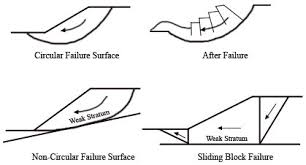 Circular Failure Surface
After Failure
Weak Stratum
Weak Stratum
Non-Circular Failure Surface
Sliding Block Failure